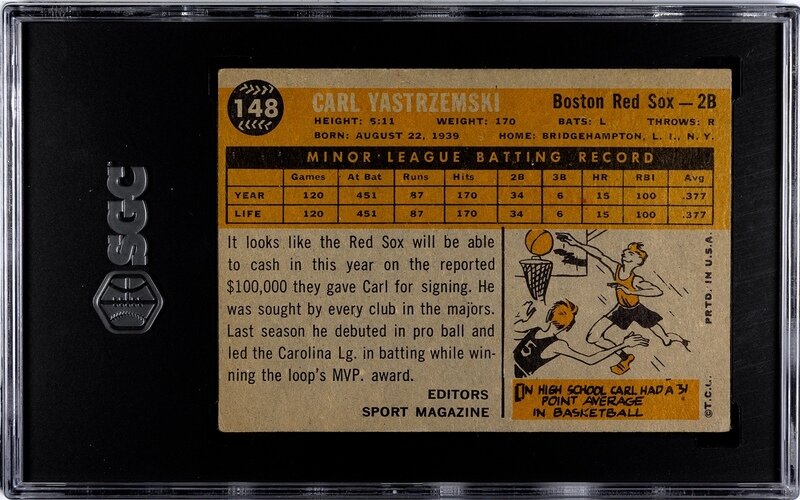 148
CARL YASTRZEMSKI
Boston Red Sox — 2B
HEIGHT: 5:11 WEIGHT: 170 BATS: L THROWS: R
BORN: AUGUST 22, 1939 HOME: BRIDGEHAMPTON, L. I., N. Y.
MINOR LEAGUE BATTING RECORD
Games At Bat Runs Hits 2B 3B HR RBI Avg
YEAR 120 451 87 170 34 6 15 100 .377
LIFE 120 451 87 170 34 6 15 100 .377
It looks like the Red Sox will be able
to cash in this year on the reported
$100,000 they gave Carl for signing. He
was sought by every club in the majors.
Last season he debuted in pro ball and
led the Carolina Lg. in batting while win-
ning the loop's MVP. award.
EDITORS
SPORT MAGAZINE
5
IN HIGH SCHOOL CARL HAD A 31
POINT AVERAGE
IN BASKETBALL
©T.C.I. PRTD. IN U.S.A.
SGC